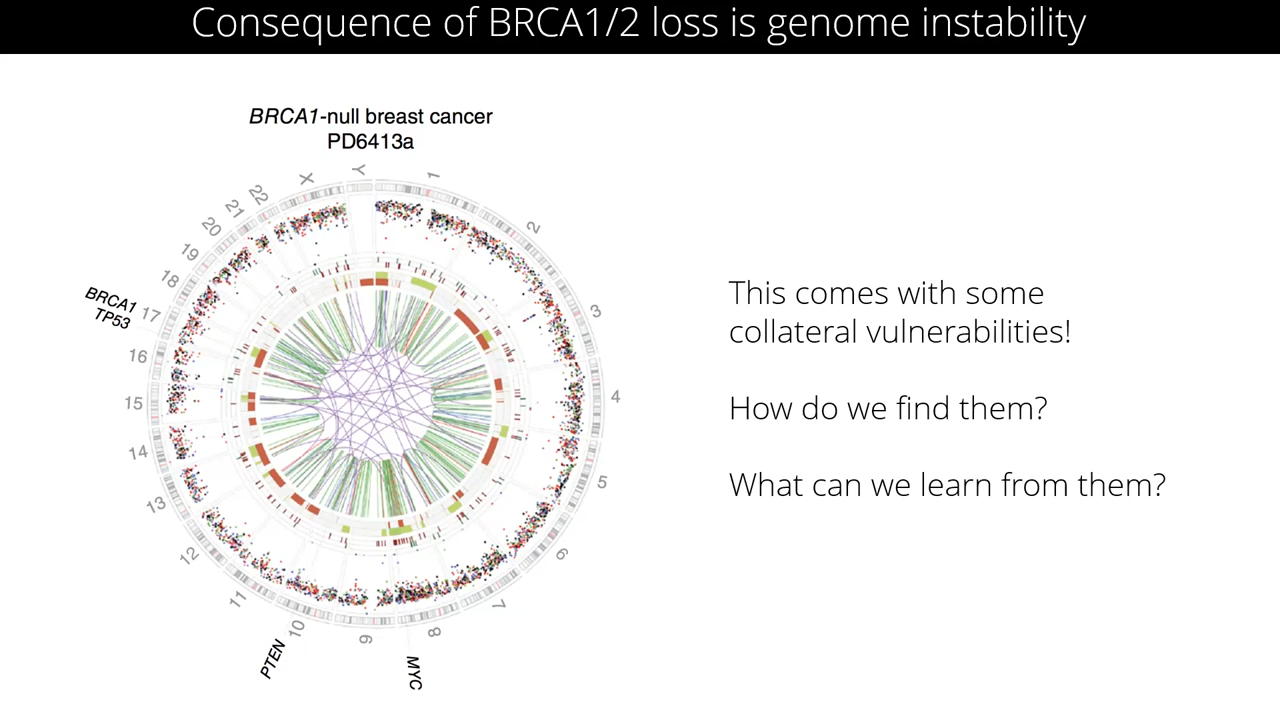 Consequence of BRCA1/2 loss is genome instability
BRCA1-null breast cancer
PD6413a
1
2
3
4
5
6
7
8
9
10
11
12
13
14
15
16
17
18
19
20
21
22
X
Y
BRCA1
TP53
PTEN
MYC
This comes with some
collateral vulnerabilities!
How do we find them?
What can we learn from them?